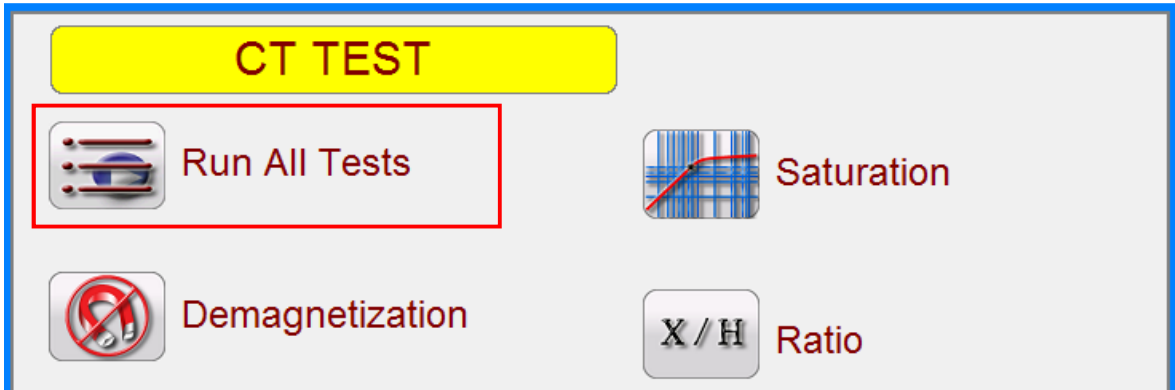 CT TEST
Run All Tests
Saturation
Demagnetization
X / H
Ratio